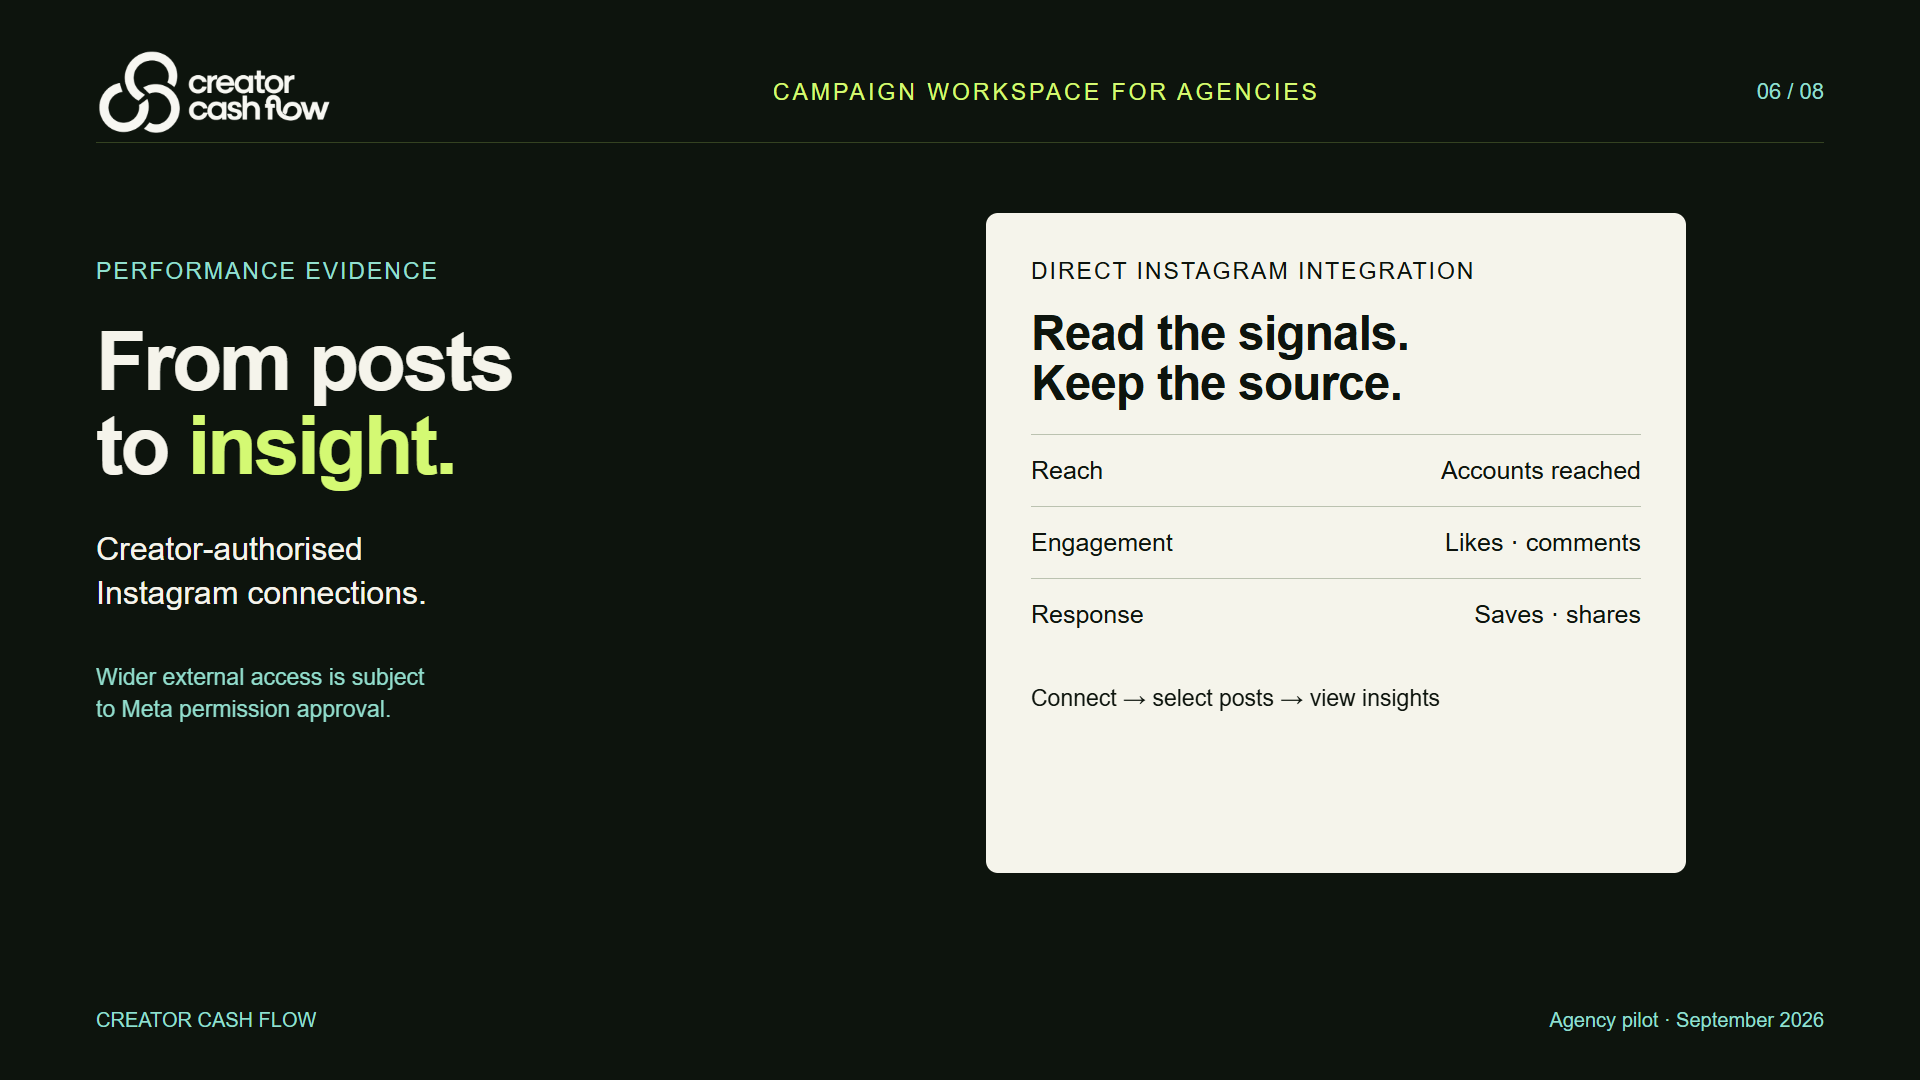 creator
cash flow
CAMPAIGN WORKSPACE FOR AGENCIES
06 / 08
PERFORMANCE EVIDENCE
From posts
to insight.
Creator-authorised
Instagram connections.
Wider external access is subject
to Meta permission approval.
DIRECT INSTAGRAM INTEGRATION
Read the signals.
Keep the source.
Reach Accounts reached
Engagement Likes · comments
Response Saves · shares
Connect → select posts → view insights
CREATOR CASH FLOW
Agency pilot · September 2026